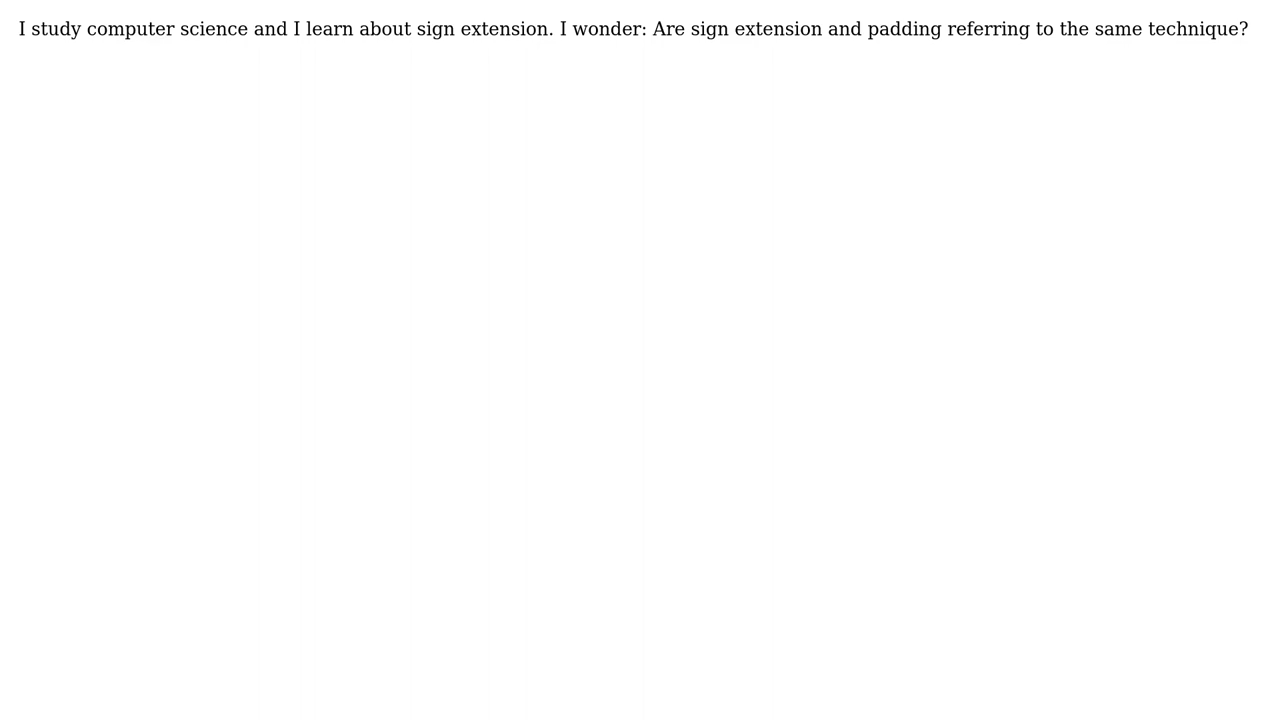 I study computer science and I learn about sign extension. I wonder: Are sign extension and padding referring to the same technique?